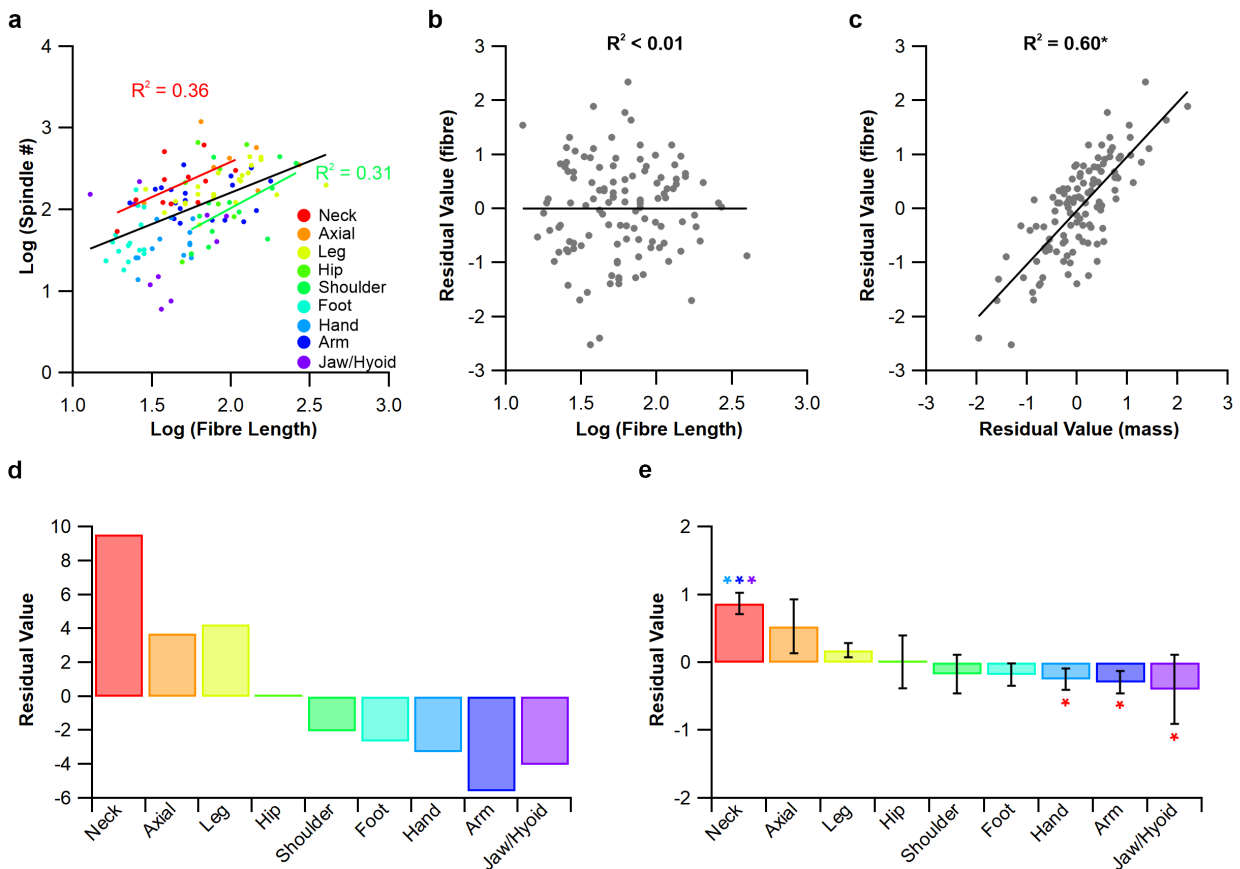 a
R² = 0.36
R² = 0.31
Log (Spindle #)
4
3
2
1
0
1.0 1.5 2.0 2.5 3.0
Log (Fibre Length)
Neck
Axial
Leg
Hip
Shoulder
Foot
Hand
Arm
Jaw/Hyoid
b
R² < 0.01
Residual Value (fibre)
3
2
1
0
-1
-2
-3
1.0 1.5 2.0 2.5 3.0
Log (Fibre Length)
c
R² = 0.60*
Residual Value (fibre)
3
2
1
0
-1
-2
-3
-3 -2 -1 0 1 2 3
Residual Value (mass)
d
Residual Value
10
8
6
4
2
0
-2
-4
-6
Neck Axial Leg Hip Shoulder Foot Hand Arm Jaw/Hyoid
e
Residual Value
2
1
0
-1
-2
* * *
* * *
Neck Axial Leg Hip Shoulder Foot Hand Arm Jaw/Hyoid